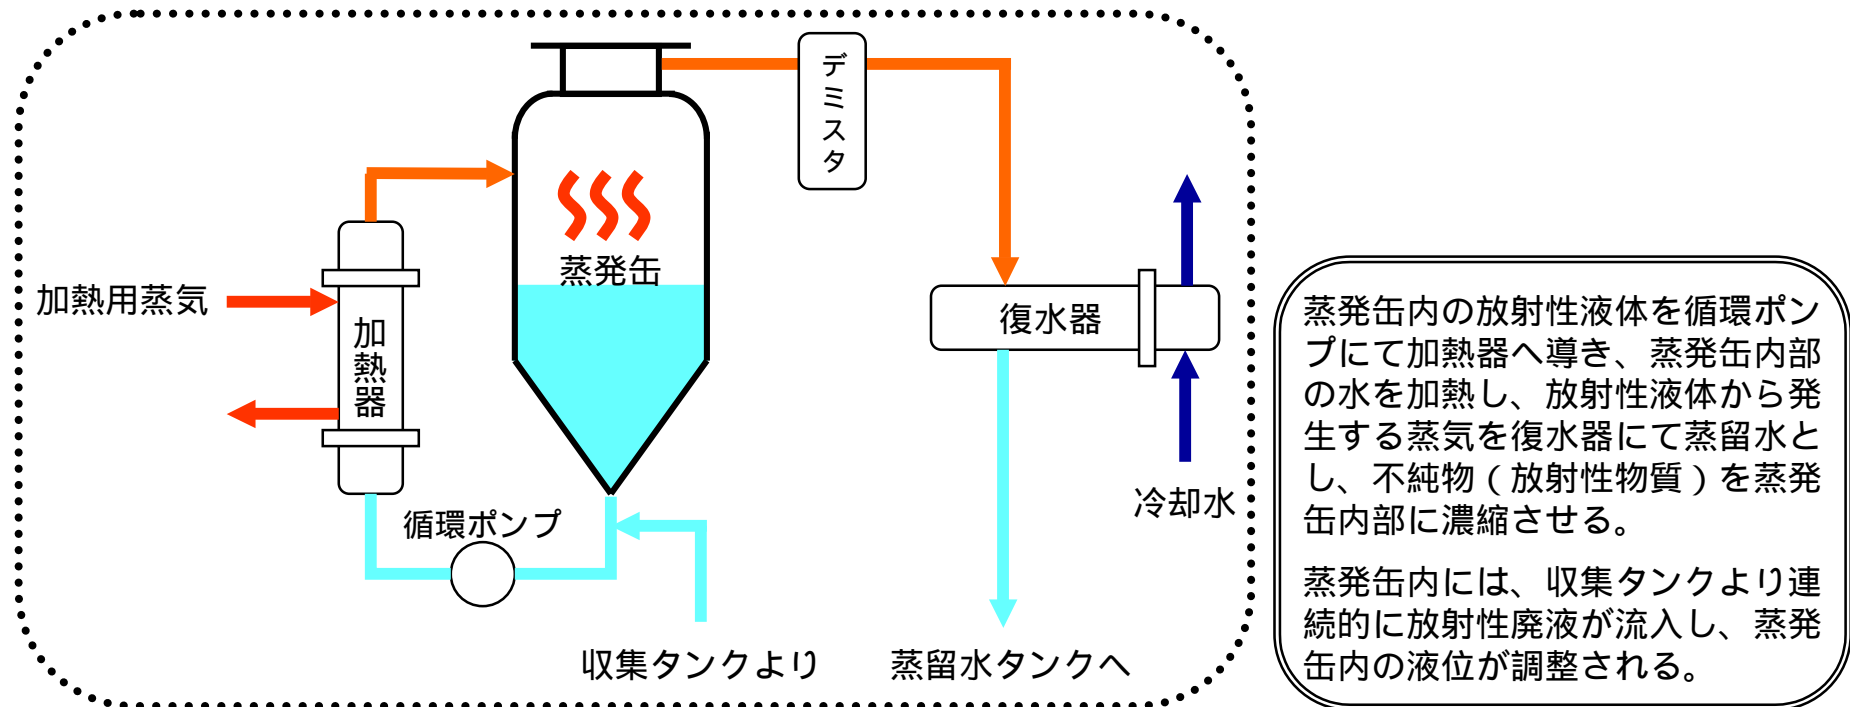 デミスタ
蒸発缶
加熱用蒸気
加熱器
復水器
循環ポンプ
冷却水
収集タンクより
蒸留水タンクへ
蒸発缶内の放射性液体を循環ポン
プにて加熱器へ導き、蒸発缶内部
の水を加熱し、放射性液体から発
生する蒸気を復水器にて蒸留水と
し、不純物（放射性物質）を蒸発
缶内部に濃縮させる。
蒸発缶内には、収集タンクより連
続的に放射性廃液が流入し、蒸発
缶内の液位が調整される。